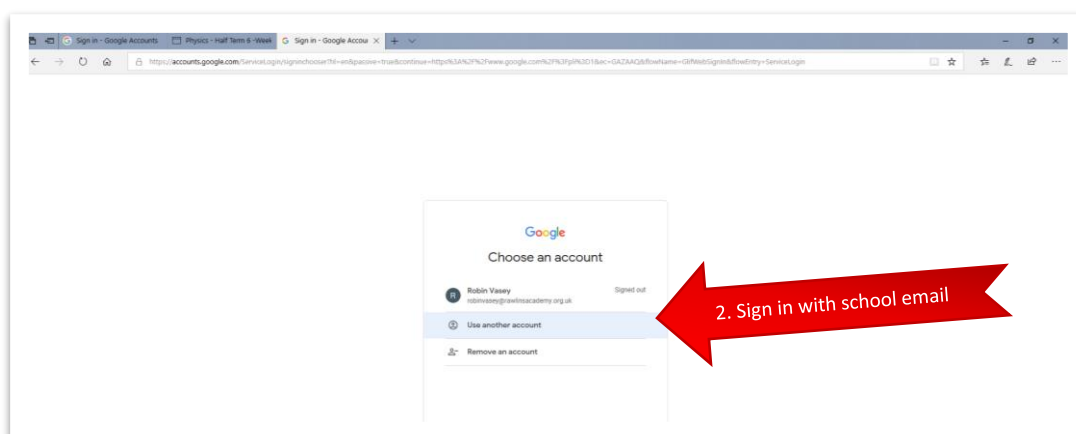 Sign in - Google Accounts
Physics - Half Term 6 -Week
Sign in - Google Accou
https://accounts.google.com/ServiceLogin/signinchooser?hl=en&passive=true&continue=https%3A%2F%2Fwww.google.com%2F%3Fpli%3D1&ec=GAZAAQ&flowName=GlifWebSignIn&flowEntry=ServiceLogin
Google
Choose an account
R
Robin Vasey
Signed out
robinvasey@rawlinsacademy.org.uk
Use another account
2. Sign in with school email
Remove an account